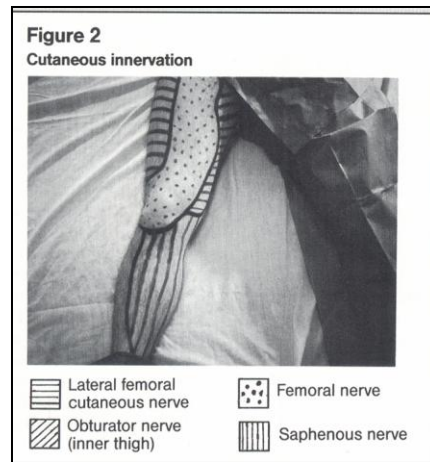 Figure 2
Cutaneous innervation
Lateral femoral
cutaneous nerve
Obturator nerve
(inner thigh)
Femoral nerve
Saphenous nerve